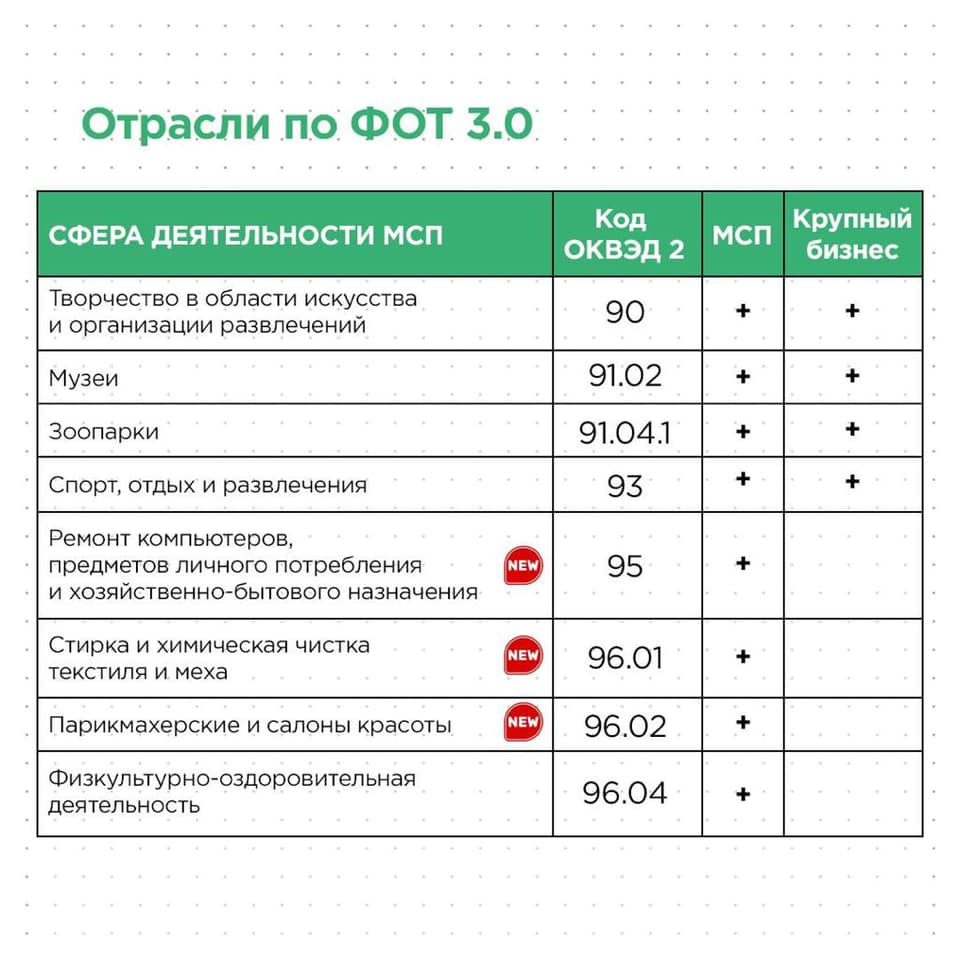 Отрасли по ФОТ 3.0
СФЕРА ДЕЯТЕЛЬНОСТИ МСП
Код
ОКВЭД 2
МСП
Крупный
бизнес
Творчество в области искусства
и организации развлечений
90
+
+
Музеи
91.02
+
+
Зоопарки
91.04.1
+
+
Спорт, отдых и развлечения
93
+
+
Ремонт компьютеров,
предметов личного потребления
и хозяйственно-бытового назначения
NEW
95
+
Стирка и химическая чистка
текстиля и меха
NEW
96.01
+
Парикмахерские и салоны красоты
NEW
96.02
+
Физкультурно-оздоровительная
деятельность
96.04
+